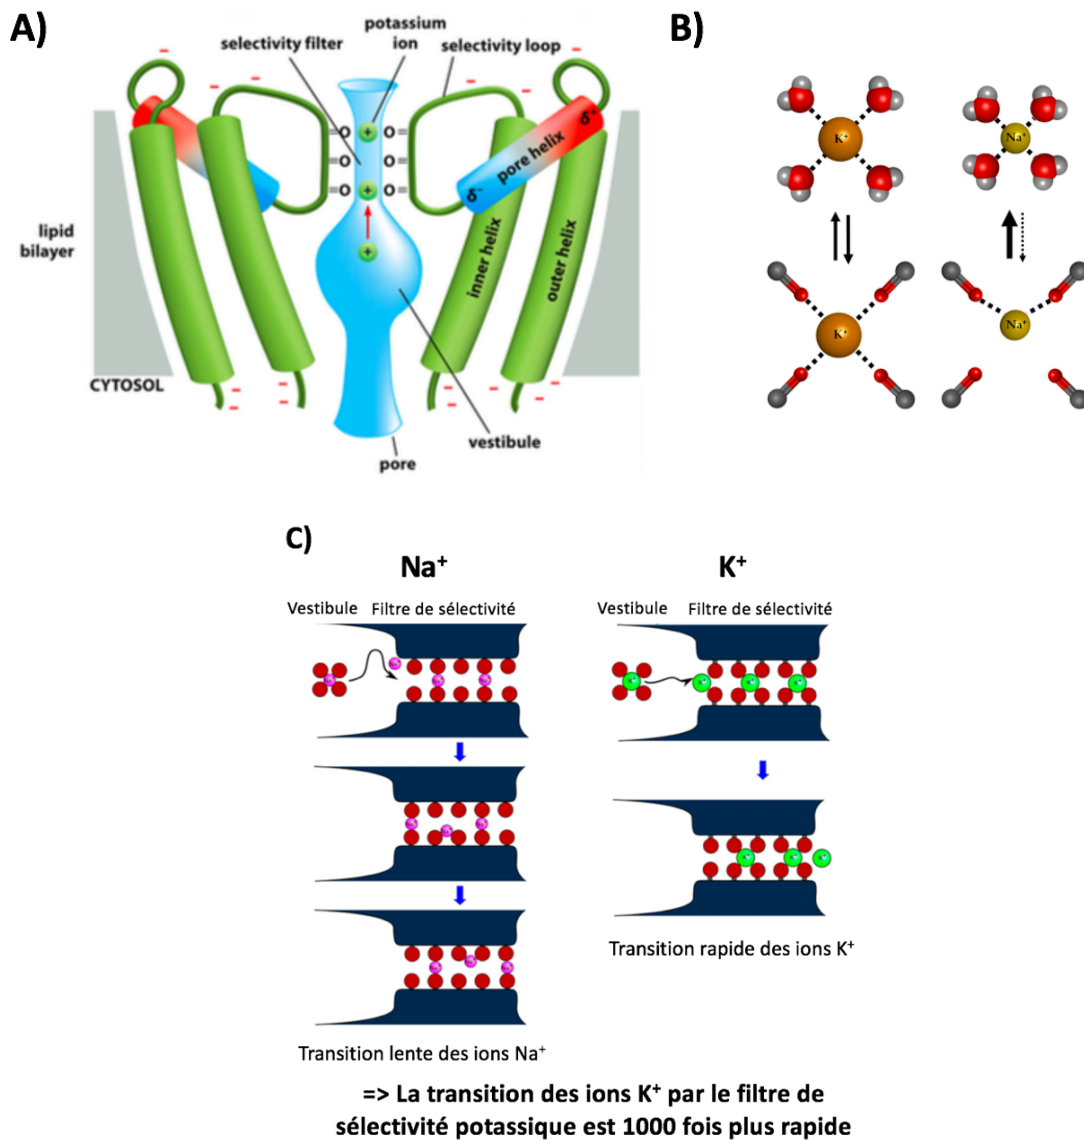 A)
potassium
ion
selectivity filter
selectivity loop
=O
+
O=
=O
O=
=O
+
O=
+
δ+
pore helix
δ−
inner helix
outer helix
lipid
bilayer
CYTOSOL
vestibule
pore
B)
K+
Na+
K+
Na+
C)
Na+
K+
Vestibule Filtre de sélectivité
Vestibule Filtre de sélectivité
Transition lente des ions Na+
Transition rapide des ions K+
=> La transition des ions K+ par le filtre de
sélectivité potassique est 1000 fois plus rapide